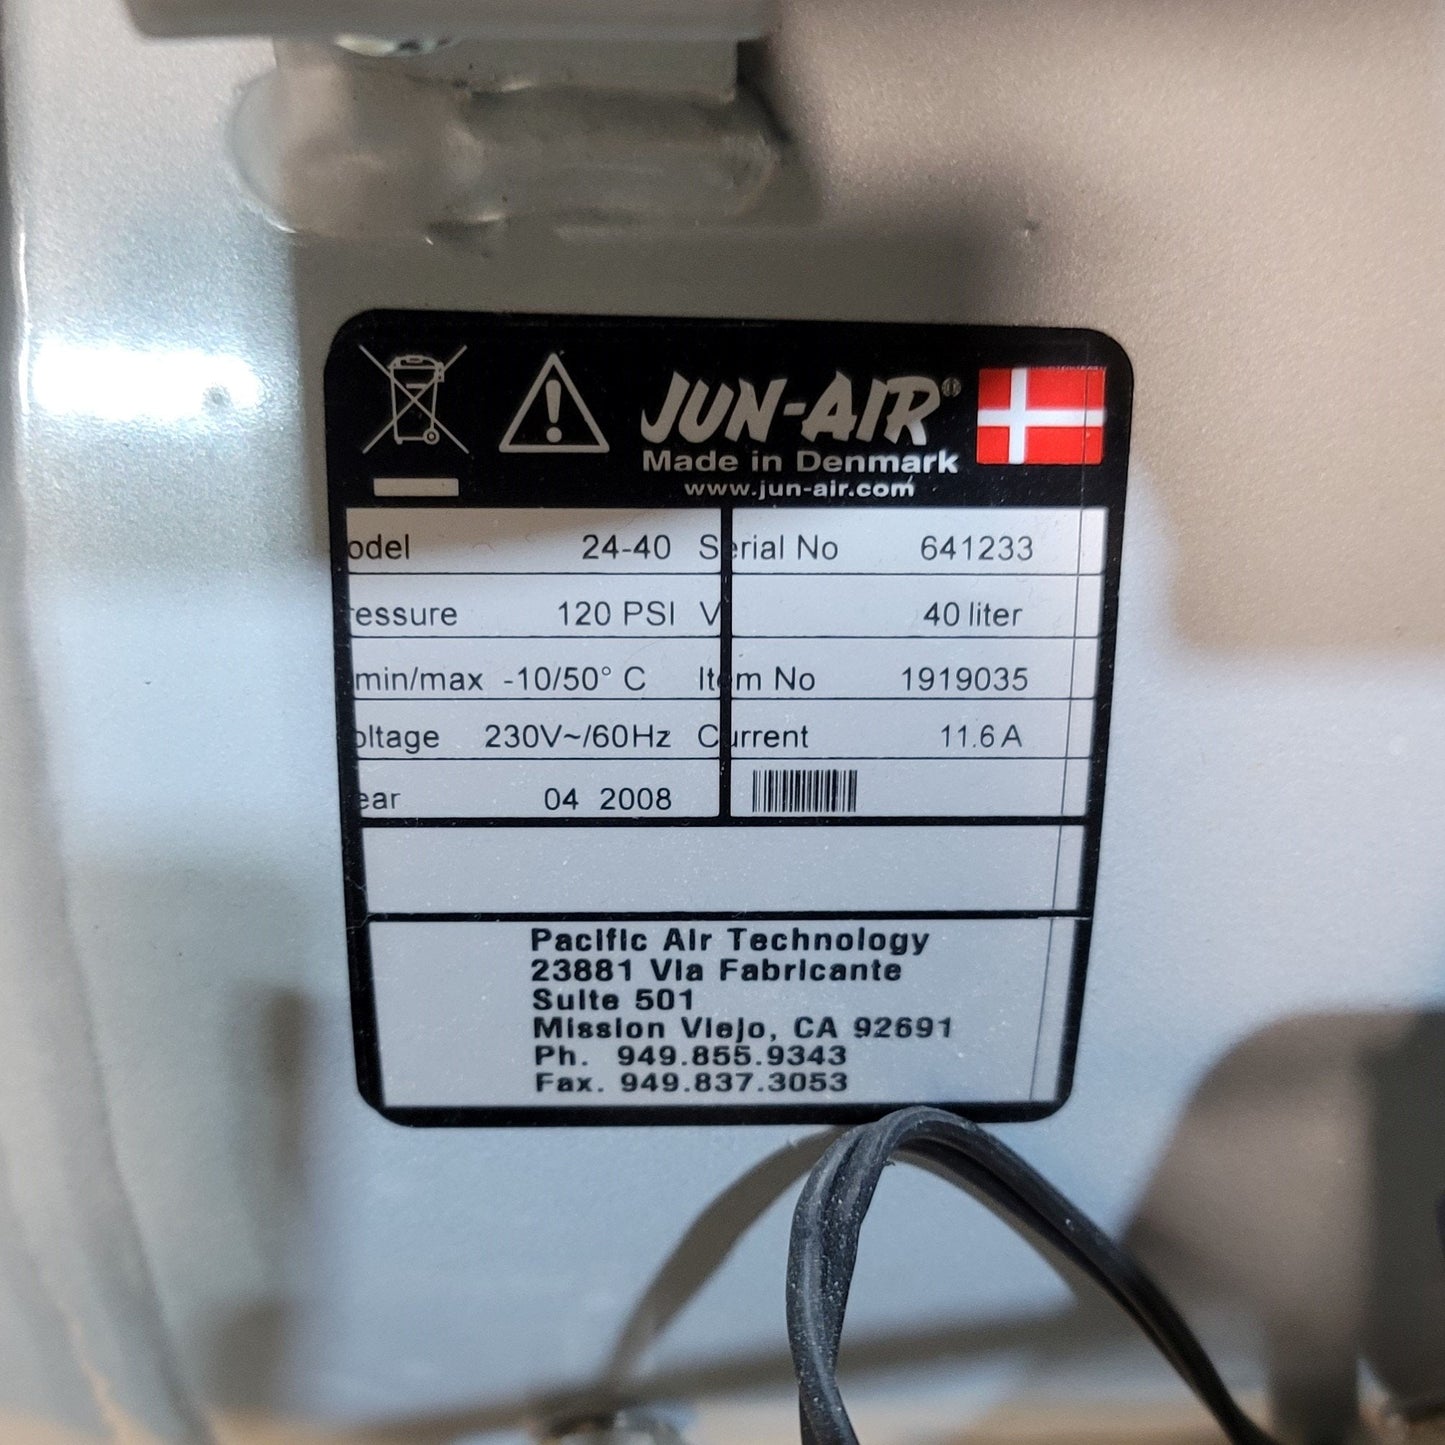 JUN-AIR®
Made in Denmark
www.jun-air.com
odel 24-40 Serial No 641233
ressure 120 PSI V 40 liter
min/max -10/50° C Item No 1919035
oltage 230V~/60Hz Current 11.6 A
ear 04 2008
Pacific Air Technology
23881 Via Fabricante
Suite 501
Mission Viejo, CA 92691
Ph. 949.855.9343
Fax. 949.837.3053